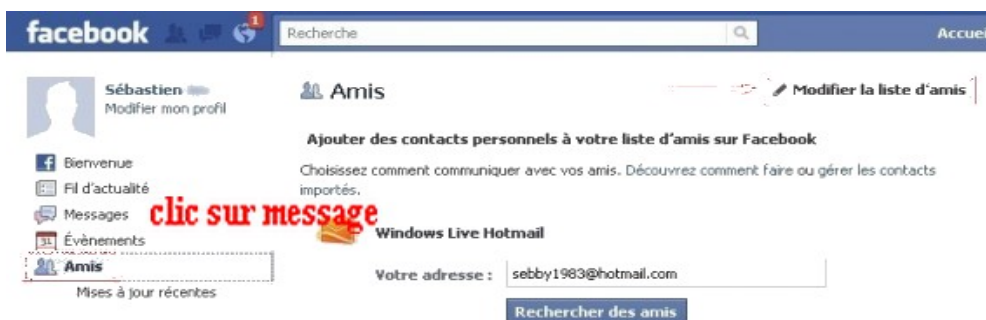 facebook 1 Recherche Accuei
Sébastien
Modifier mon profil
Bienvenue
Fil d'actualité
Messages
clic sur message
31 Évènements
Amis
Mises à jour récentes
Amis
Modifier la liste d'amis
Ajouter des contacts personnels à votre liste d'amis sur Facebook
Choisissez comment communiquer avec vos amis. Découvrez comment faire ou gérer les contacts
importés.
Windows Live Hotmail
Votre adresse : sebby1983@hotmail.com
Rechercher des amis